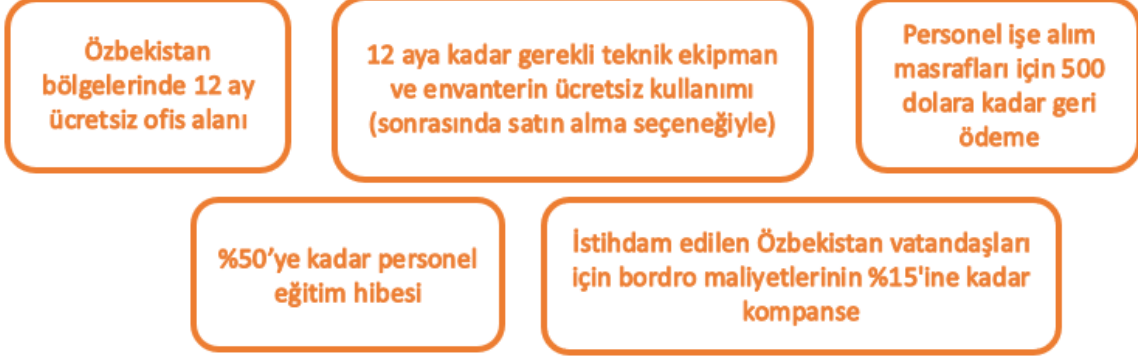 Özbekistan
bölgelerinde 12 ay
ücretsiz ofis alanı
12 aya kadar gerekli teknik ekipman
ve envanterin ücretsiz kullanımı
(sonrasında satın alma seçeneğiyle)
Personel işe alım
masrafları için 500
dolara kadar geri
ödeme
%50’ye kadar personel
eğitim hibesi
İstihdam edilen Özbekistan vatandaşları
için bordro maliyetlerinin %15'ine kadar
kompanse